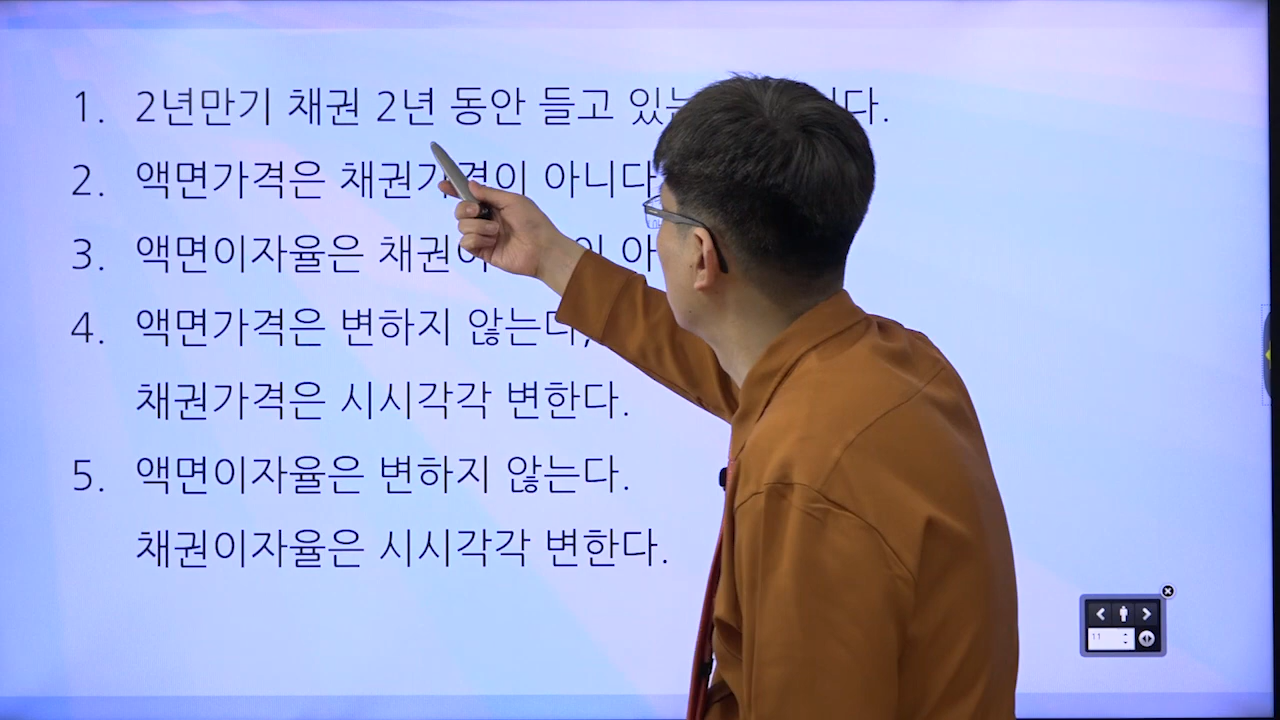 1. 2년만기 채권 2년 동안 들고
2. 액면가격은 채권가격이 아니다
3. 액면이자율은
4. 액면가격은 변하지 않는다,
채권가격은 시시각각 변한다.
5. 액면이자율은 변하지 않는다.
채권이자율은 시시각각 변한다.
11